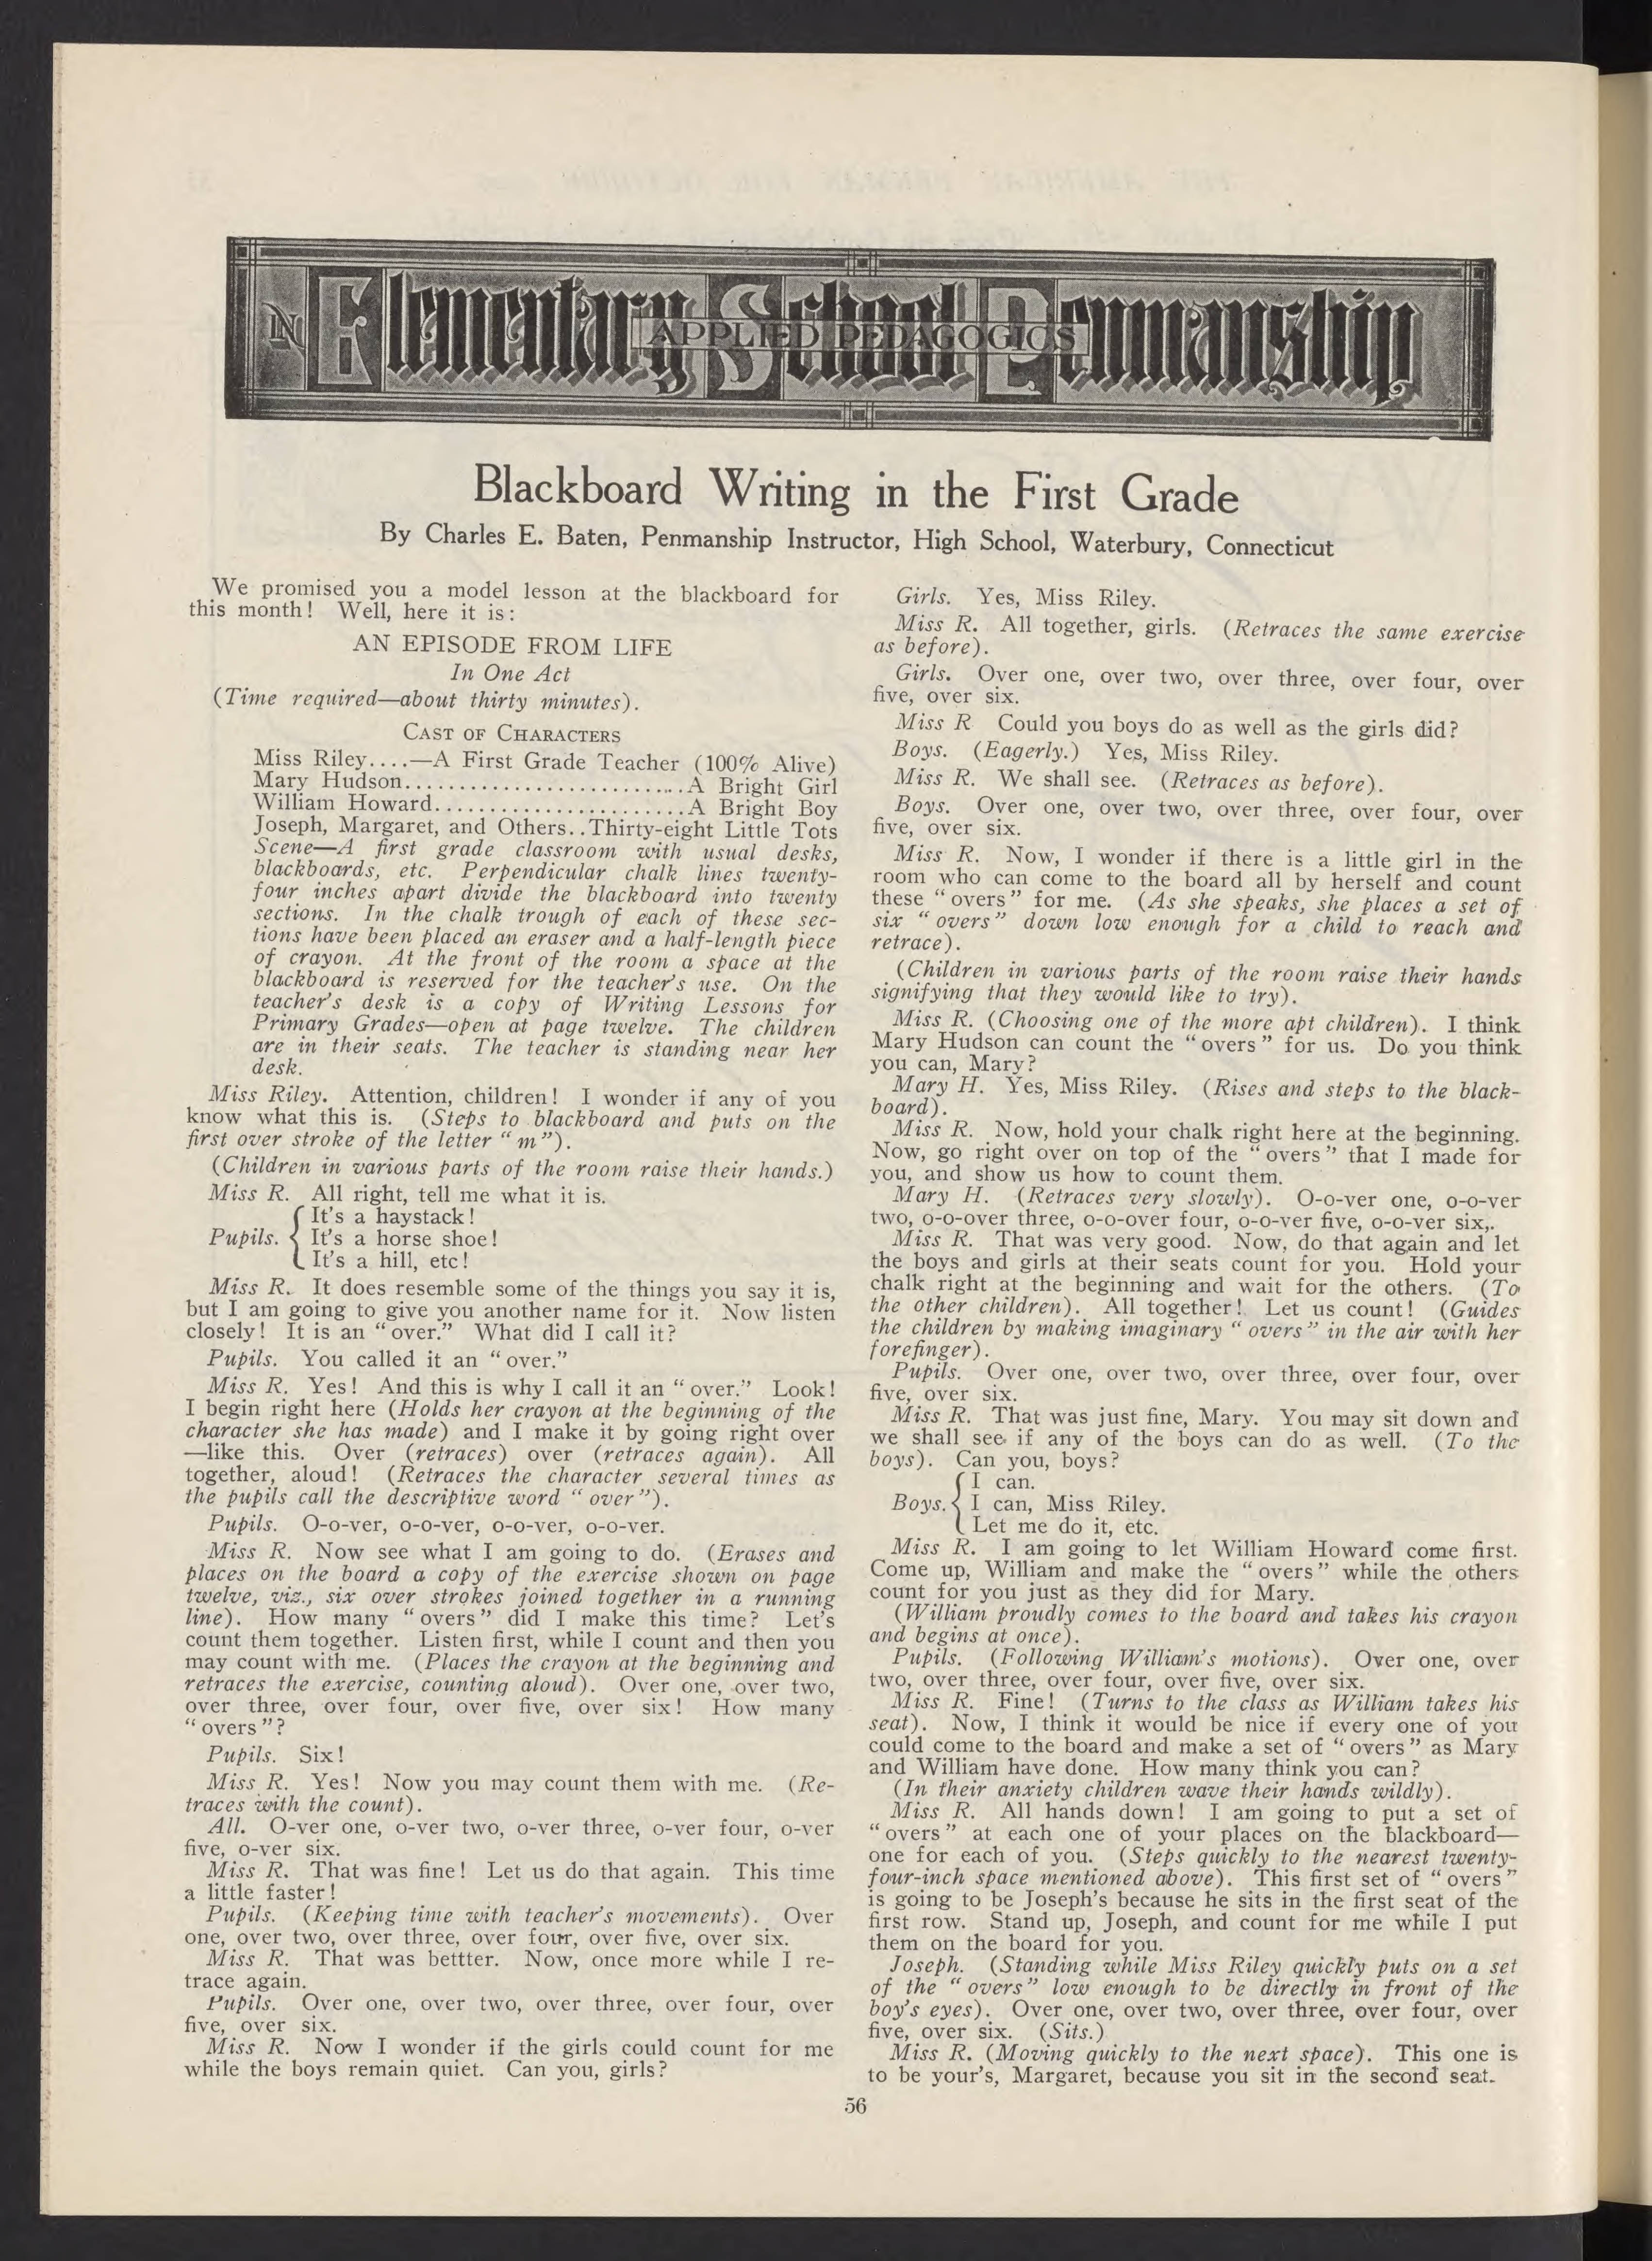 IN Elementary School Penmanship
APPLIED PEDAGOGICS
Blackboard Writing in the First Grade
By Charles E. Baten, Penmanship Instructor, High School, Waterbury, Connecticut
We promised you a model lesson at the blackboard for
this month! Well, here it is:
AN EPISODE FROM LIFE
In One Act
(Time required—about thirty minutes).
CAST OF CHARACTERS
Miss Riley....—A First Grade Teacher (100% Alive)
Mary Hudson..........................A Bright Girl
William Howard.......................A Bright Boy
Joseph, Margaret, and Others..Thirty-eight Little Tots
Scene—A first grade classroom with usual desks,
blackboards, etc. Perpendicular chalk lines twenty-
four inches apart divide the blackboard into twenty
sections. In the chalk trough of each of these sec-
tions have been placed an eraser and a half-length piece
of crayon. At the front of the room a space at the
blackboard is reserved for the teacher's use. On the
teacher's desk is a copy of Writing Lessons for
Primary Grades—open at page twelve. The children
are in their seats. The teacher is standing near her
desk.
Miss Riley. Attention, children! I wonder if any of you
know what this is. (Steps to blackboard and puts on the
first over stroke of the letter "m").
(Children in various parts of the room raise their hands.)
Miss R. All right, tell me what it is.
It's a haystack!
Pupils. { It's a horse shoe!
It's a hill, etc!
Miss R. It does resemble some of the things you say it is,
but I am going to give you another name for it. Now listen
closely! It is an "over." What did I call it?
Pupils. You called it an "over."
Miss R. Yes! And this is why I call it an "over." Look!
I begin right here (Holds her crayon at the beginning of the
character she has made) and I make it by going right over
—like this. Over (retraces) over (retraces again). All
together, aloud! (Retraces the character several times as
the pupils call the descriptive word "over").
Pupils. O-o-ver, o-o-ver, o-o-ver, o-o-ver.
Miss R. Now see what I am going to do. (Erases and
places on the board a copy of the exercise shown on page
twelve, viz., six over strokes joined together in a running
line). How many "overs" did I make this time? Let's
count them together. Listen first, while I count and then you
may count with me. (Places the crayon at the beginning and
retraces the exercise, counting aloud). Over one, over two,
over three, over four, over five, over six! How many
"overs"?
Pupils. Six!
Miss R. Yes! Now you may count them with me. (Re-
traces with the count).
All. O-ver one, o-ver two, o-ver three, o-ver four, o-ver
five, o-ver six.
Miss R. That was fine! Let us do that again. This time
a little faster!
Pupils. (Keeping time with teacher's movements). Over
one, over two, over three, over four, over five, over six.
Miss R. That was bettter. Now, once more while I re-
trace again.
Pupils. Over one, over two, over three, over four, over
five, over six.
Miss R. Now I wonder if the girls could count for me
while the boys remain quiet. Can you, girls?
Girls. Yes, Miss Riley.
Miss R. All together, girls. (Retraces the same exercise
as before).
Girls. Over one, over two, over three, over four, over
five, over six.
Miss R Could you boys do as well as the girls did?
Boys. (Eagerly.) Yes, Miss Riley.
Miss R. We shall see. (Retraces as before).
Boys. Over one, over two, over three, over four, over
five, over six.
Miss R. Now, I wonder if there is a little girl in the
room who can come to the board all by herself and count
these "overs" for me. (As she speaks, she places a set of
six "overs" down low enough for a child to reach and
retrace).
(Children in various parts of the room raise their hands
signifying that they would like to try).
Miss R. (Choosing one of the more apt children). I think
Mary Hudson can count the "overs" for us. Do you think
you can, Mary?
Mary H. Yes, Miss Riley. (Rises and steps to the black-
board).
Miss R. Now, hold your chalk right here at the beginning.
Now, go right over on top of the "overs" that I made for
you, and show us how to count them.
Mary H. (Retraces very slowly). O-o-ver one, o-o-ver
two, o-o-over three, o-o-over four, o-o-ver five, o-o-ver six,.
Miss R. That was very good. Now, do that again and let
the boys and girls at their seats count for you. Hold your
chalk right at the beginning and wait for the others. (To
the other children). All together! Let us count! (Guides
the children by making imaginary "overs" in the air with her
forefinger).
Pupils. Over one, over two, over three, over four, over
five, over six.
Miss R. That was just fine, Mary. You may sit down and
we shall see if any of the boys can do as well. (To the
boys). Can you, boys?
I can.
Boys. { I can, Miss Riley.
Let me do it, etc.
Miss R. I am going to let William Howard come first.
Come up, William and make the "overs" while the others
count for you just as they did for Mary.
(William proudly comes to the board and takes his crayon
and begins at once).
Pupils. (Following William's motions). Over one, over
two, over three, over four, over five, over six.
Miss R. Fine! (Turns to the class as William takes his
seat). Now, I think it would be nice if every one of you
could come to the board and make a set of "overs" as Mary
and William have done. How many think you can?
(In their anxiety children wave their hands wildly).
Miss R. All hands down! I am going to put a set of
"overs" at each one of your places on the blackboard—
one for each of you. (Steps quickly to the nearest twenty-
four-inch space mentioned above). This first set of "overs"
is going to be Joseph's because he sits in the first seat of the
first row. Stand up, Joseph, and count for me while I put
them on the board for you.
Joseph. (Standing while Miss Riley quickly puts on a set
of the "overs" low enough to be directly in front of the
boy's eyes). Over one, over two, over three, over four, over
five, over six. (Sits.)
Miss R. (Moving quickly to the next space). This one is
to be your's, Margaret, because you sit in the second seat.
56